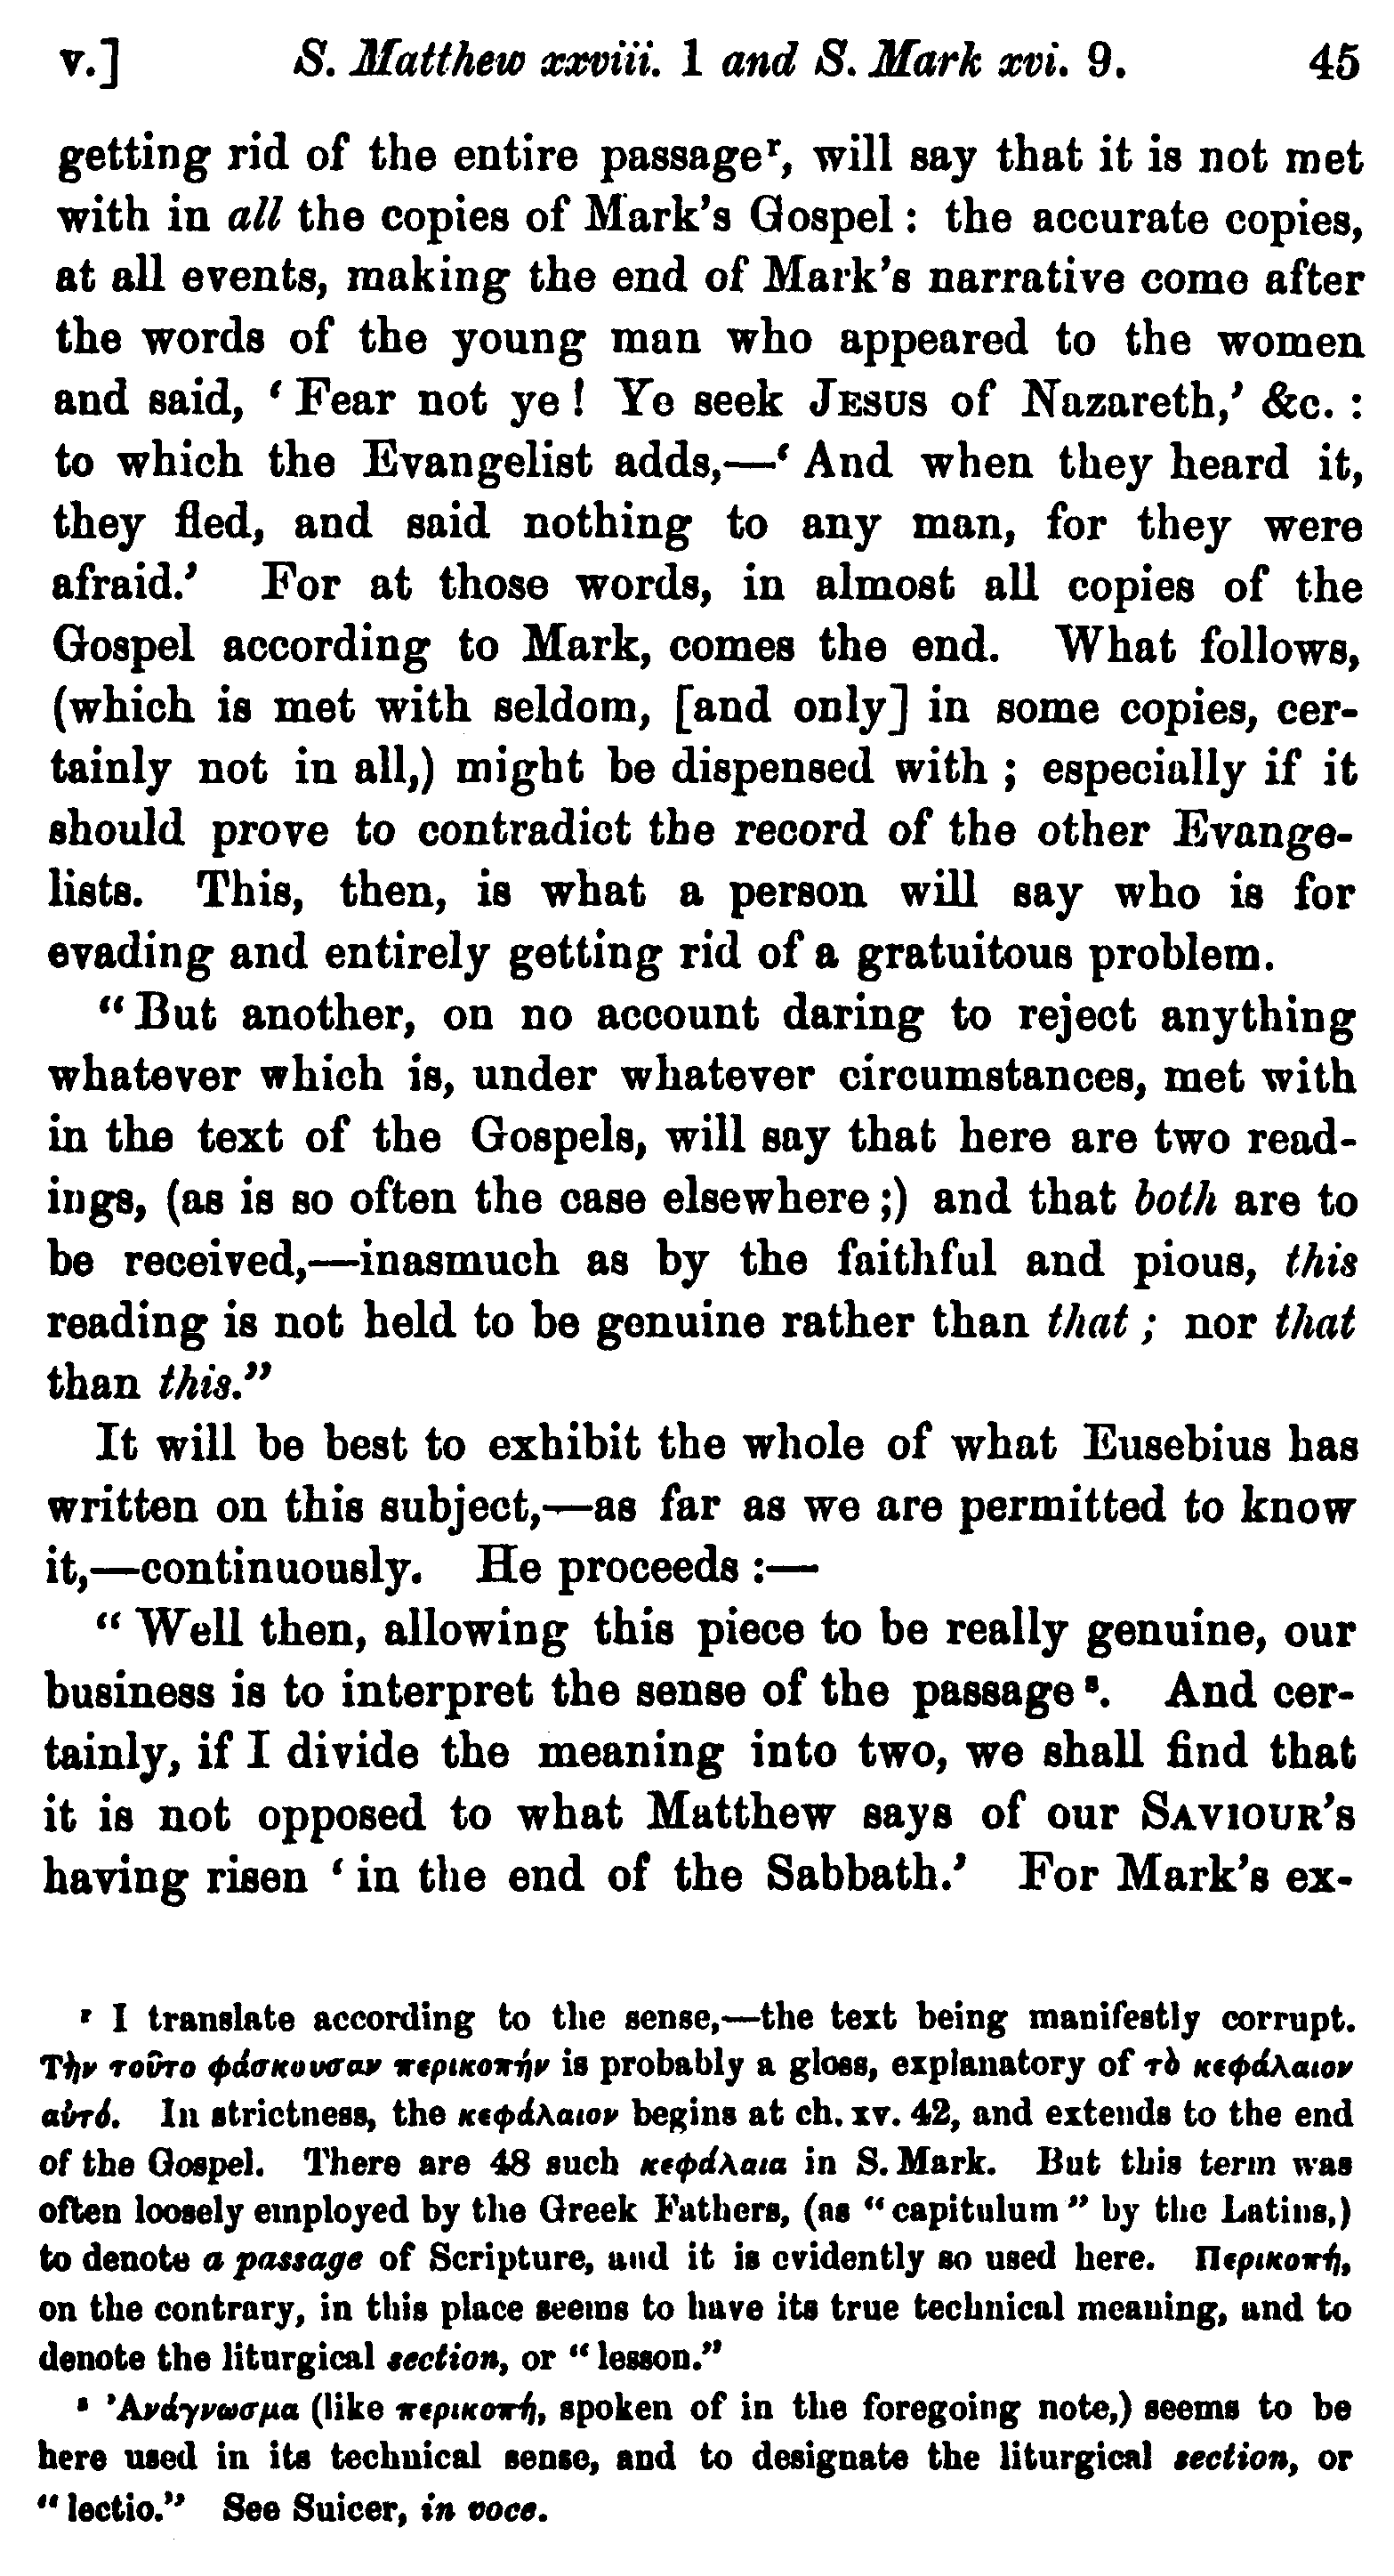 v.] S. Matthew xxviii. 1 and S. Mark xvi. 9. 45
getting rid of the entire passage ʳ, will say that it is not met
with in all the copies of Mark's Gospel : the accurate copies,
at all events, making the end of Mark's narrative come after
the words of the young man who appeared to the women
and said, ‘ Fear not ye ! Ye seek JESUS of Nazareth,’ &c. :
to which the Evangelist adds,—‘ And when they heard it,
they fled, and said nothing to any man, for they were
afraid.’ For at those words, in almost all copies of the
Gospel according to Mark, comes the end. What follows,
(which is met with seldom, [and only] in some copies, cer-
tainly not in all,) might be dispensed with ; especially if it
should prove to contradict the record of the other Evange-
lists. This, then, is what a person will say who is for
evading and entirely getting rid of a gratuitous problem.
“ But another, on no account daring to reject anything
whatever which is, under whatever circumstances, met with
in the text of the Gospels, will say that here are two read-
ings, (as is so often the case elsewhere ;) and that both are to
be received,—inasmuch as by the faithful and pious, this
reading is not held to be genuine rather than that ; nor that
than this.”
It will be best to exhibit the whole of what Eusebius has
written on this subject,—as far as we are permitted to know
it,—continuously. He proceeds :—
“ Well then, allowing this piece to be really genuine, our
business is to interpret the sense of the passage ˢ. And cer-
tainly, if I divide the meaning into two, we shall find that
it is not opposed to what Matthew says of our SAVIOUR'S
having risen ‘ in the end of the Sabbath.’ For Mark's ex-
ʳ I translate according to the sense,—the text being manifestly corrupt.
Τὴν τοῦτο φάσκουσαν περικοπήν is probably a gloss, explanatory of τὸ κεφάλαιον
αὐτό. In strictness, the κεφάλαιον begins at ch. xv. 42, and extends to the end
of the Gospel. There are 48 such κεφάλαια in S. Mark. But this term was
often loosely employed by the Greek Fathers, (as “ capitulum ” by the Latins,)
to denote a passage of Scripture, and it is evidently so used here. Περικοπή,
on the contrary, in this place seems to have its true technical meaning, and to
denote the liturgical section, or “ lesson.”
ˢ Ἀνάγνωσμα (like περικοπή, spoken of in the foregoing note,) seems to be
here used in its technical sense, and to designate the liturgical section, or
“ lectio.” See Suicer, in voce.